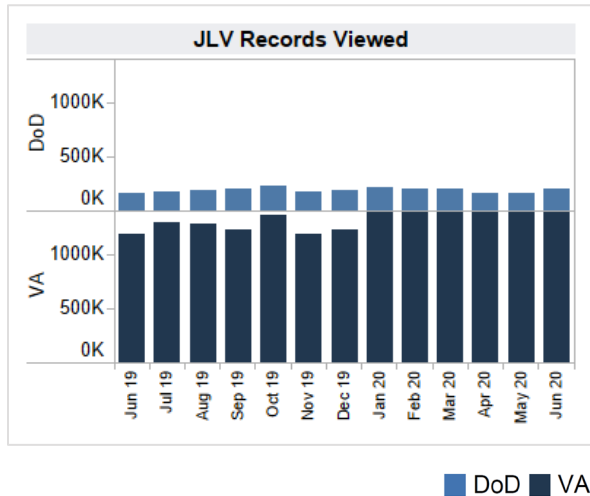 JLV Records Viewed
DoD
1000K
500K
0K
VA
1000K
500K
0K
Jun 19
Jul 19
Aug 19
Sep 19
Oct 19
Nov 19
Dec 19
Jan 20
Feb 20
Mar 20
Apr 20
May 20
Jun 20
DoD VA